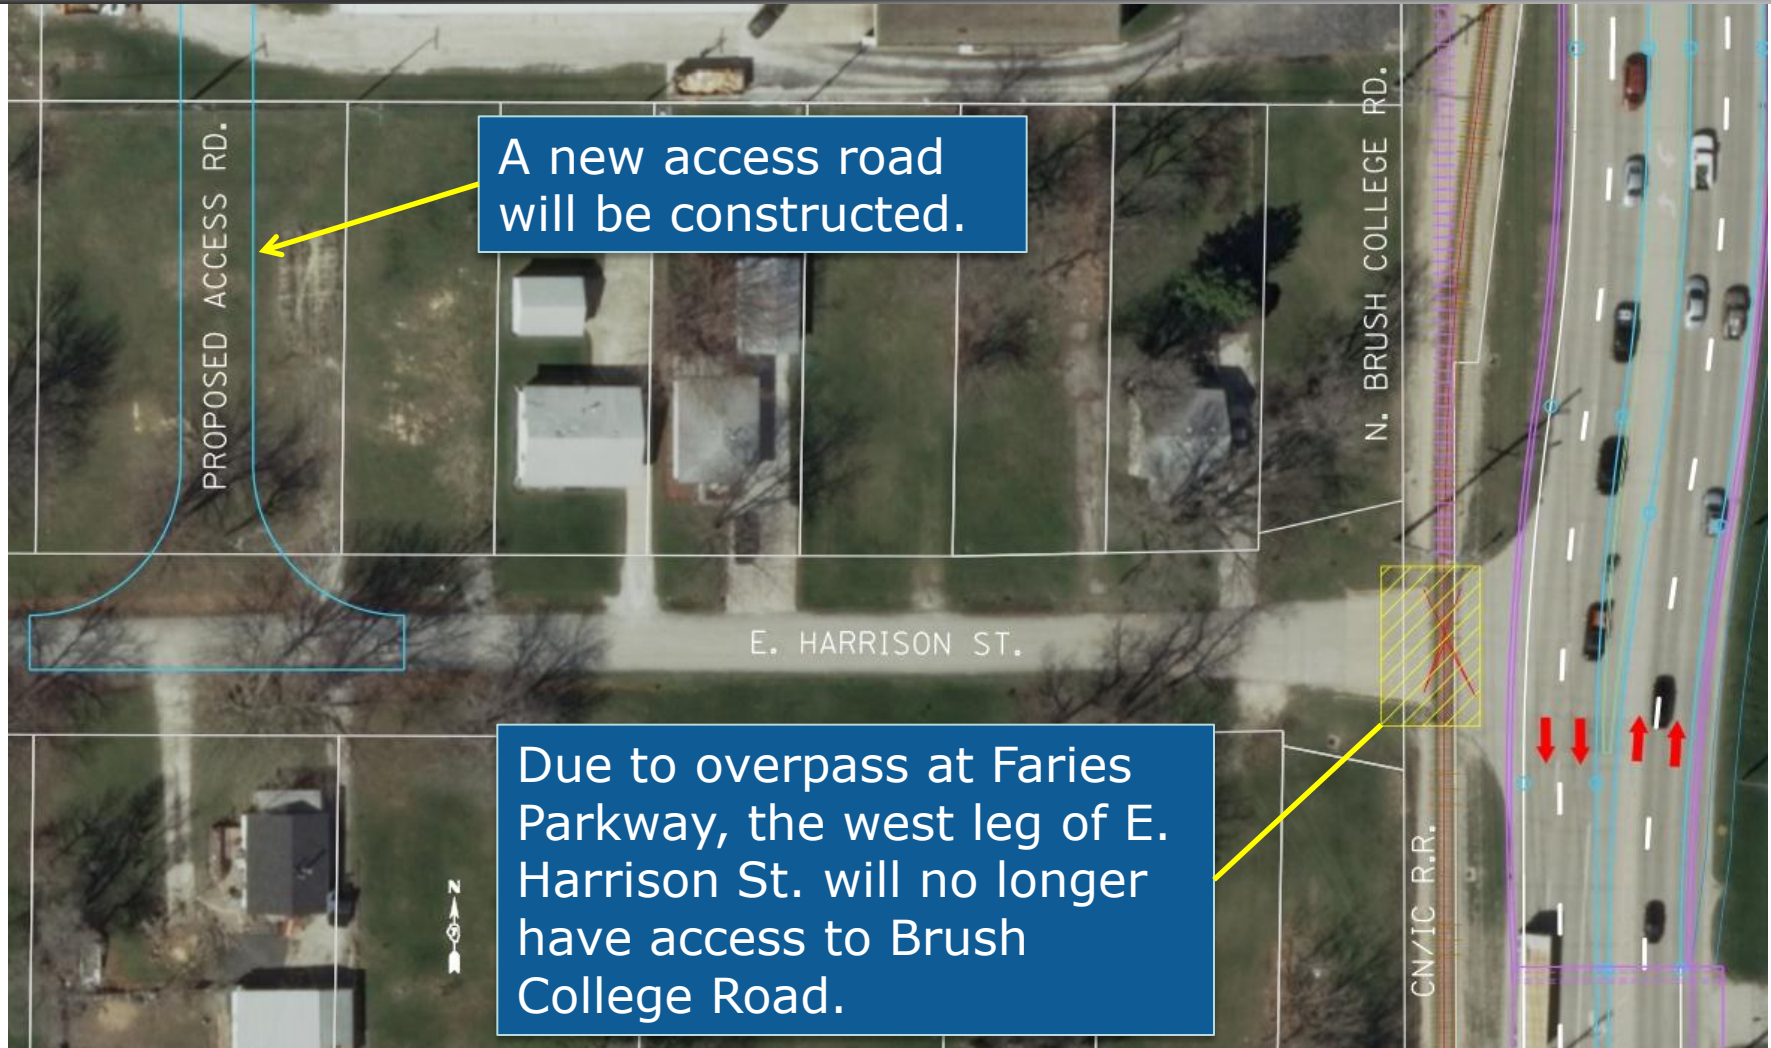 A new access road
will be constructed.
PROPOSED ACCESS RD.
N. BRUSH COLLEGE RD.
E. HARRISON ST.
Due to overpass at Faries
Parkway, the west leg of E.
Harrison St. will no longer
have access to Brush
College Road.
N
CN/IC R.R.